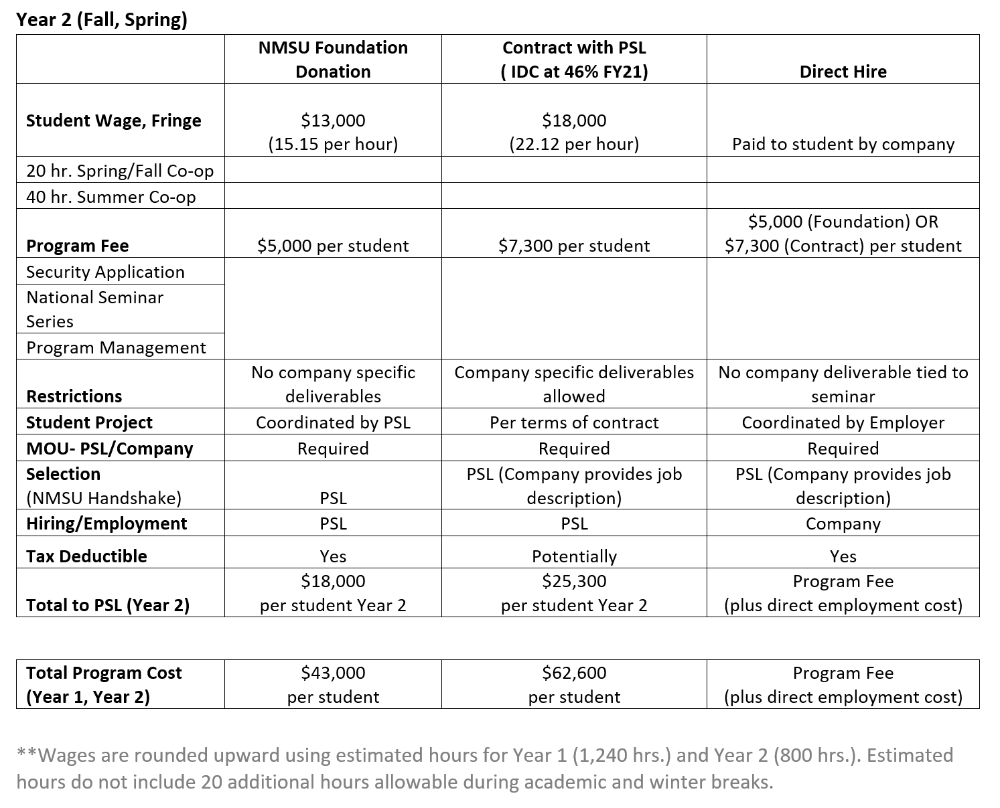 Year 2 (Fall, Spring)
NMSU Foundation
Donation
Contract with PSL
( IDC at 46% FY21)
Direct Hire
Student Wage, Fringe
$13,000
(15.15 per hour)
$18,000
(22.12 per hour)
Paid to student by company
20 hr. Spring/Fall Co-op
40 hr. Summer Co-op
Program Fee
$5,000 per student
$7,300 per student
$5,000 (Foundation) OR
$7,300 (Contract) per student
Security Application
National Seminar
Series
Program Management
Restrictions
No company specific
deliverables
Company specific deliverables
allowed
No company deliverable tied to
seminar
Student Project
Coordinated by PSL
Per terms of contract
Coordinated by Employer
MOU- PSL/Company
Required
Required
Required
Selection
(NMSU Handshake)
PSL
PSL (Company provides job
description)
PSL (Company provides job
description)
Hiring/Employment
PSL
PSL
Company
Tax Deductible
Yes
Potentially
Yes
Total to PSL (Year 2)
$18,000
per student Year 2
$25,300
per student Year 2
Program Fee
(plus direct employment cost)
Total Program Cost
(Year 1, Year 2)
$43,000
per student
$62,600
per student
Program Fee
(plus direct employment cost)
**Wages are rounded upward using estimated hours for Year 1 (1,240 hrs.) and Year 2 (800 hrs.). Estimated
hours do not include 20 additional hours allowable during academic and winter breaks.